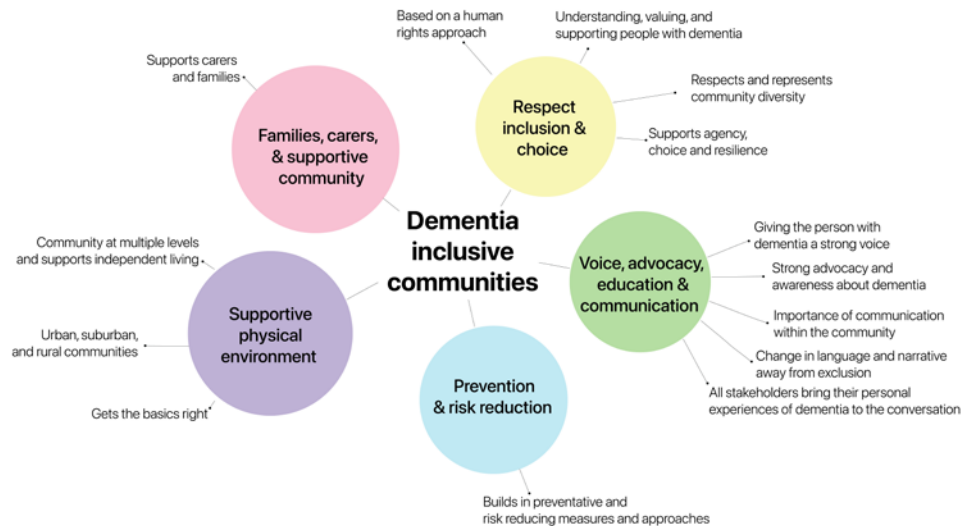 Based on a human
rights approach
Understanding, valuing, and
supporting people with dementia
Supports carers
and families
Respects and represents
community diversity
Respect
inclusion &
choice
Families, carers,
& supportive
community
Supports agency,
choice and resilience
Dementia
inclusive
communities
Community at multiple levels
and supports independent living
Giving the person with
dementia a strong voice
Voice, advocacy,
education &
communication
Strong advocacy and
awareness about dementia
Supportive
physical
environment
Importance of communication
within the community
Urban, suburban,
and rural communities
Change in language and narrative
away from exclusion
Prevention
& risk reduction
All stakeholders bring their personal
experiences of dementia to the conversation
Gets the basics right
Builds in preventative and
risk reducing measures and approaches